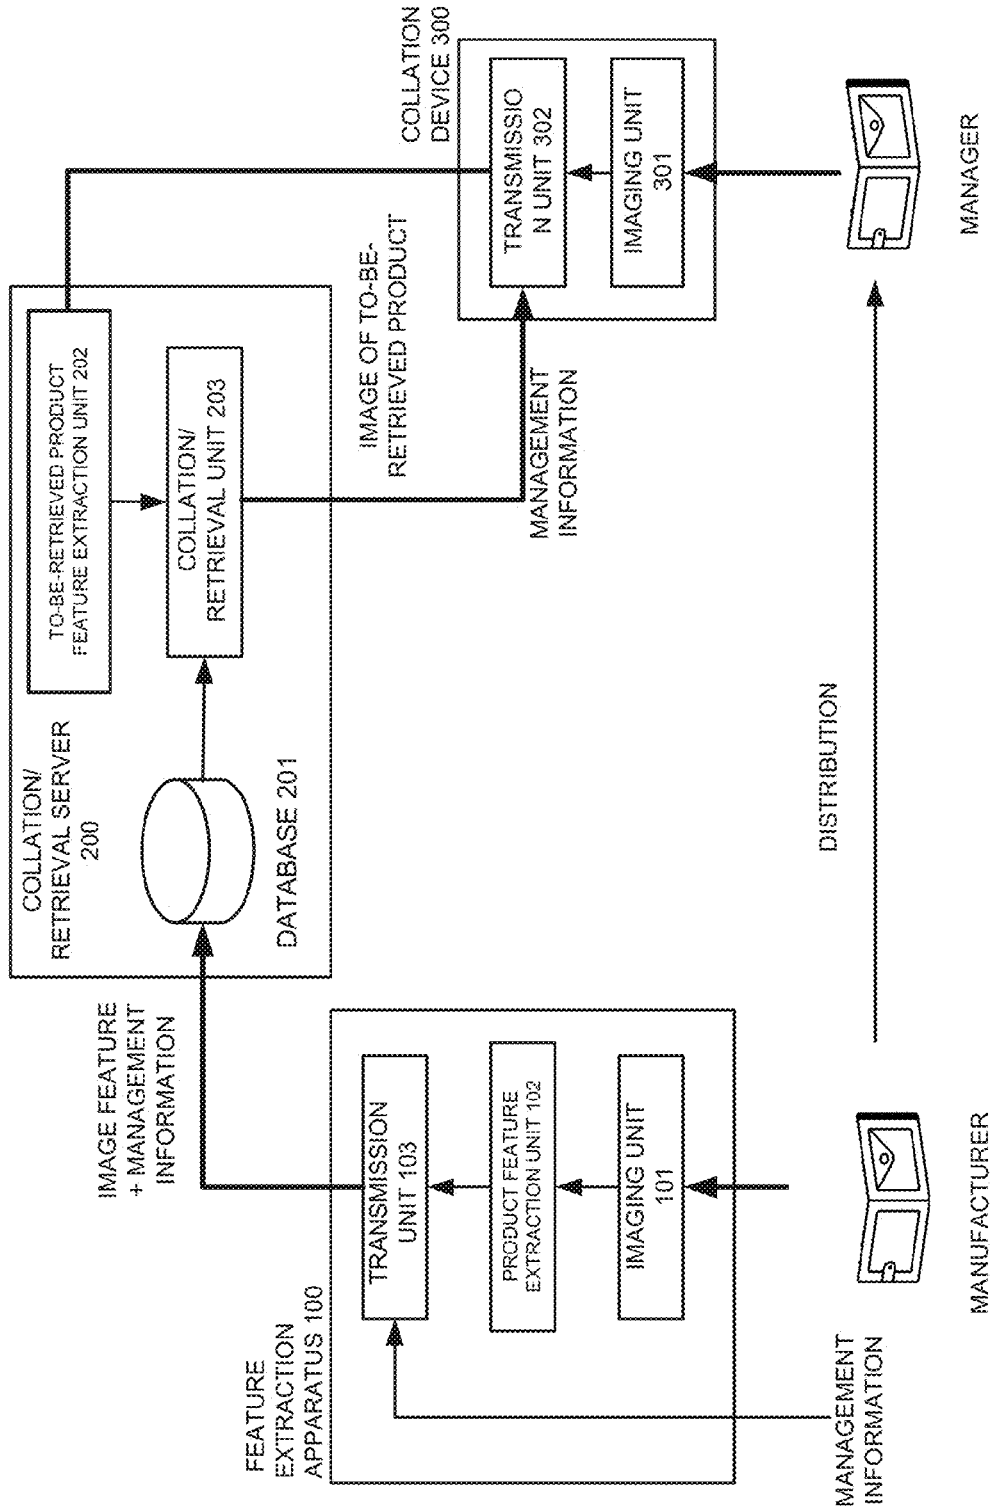 COLLATION/
RETRIEVAL SERVER
200
TO-BE-RETRIEVED PRODUCT
FEATURE EXTRACTION UNIT 202
COLLATION/
RETRIEVAL UNIT 203
DATABASE 201
IMAGE FEATURE
+ MANAGEMENT
INFORMATION
IMAGE OF TO-BE-
RETRIEVED PRODUCT
MANAGEMENT
INFORMATION
COLLATION
DEVICE 300
TRANSMISSIO
N UNIT 302
IMAGING UNIT
301
FEATURE
EXTRACTION
APPARATUS 100
TRANSMISSION
UNIT 103
PRODUCT FEATURE
EXTRACTION UNIT 102
IMAGING UNIT
101
MANAGEMENT
INFORMATION
MANUFACTURER
DISTRIBUTION
MANAGER